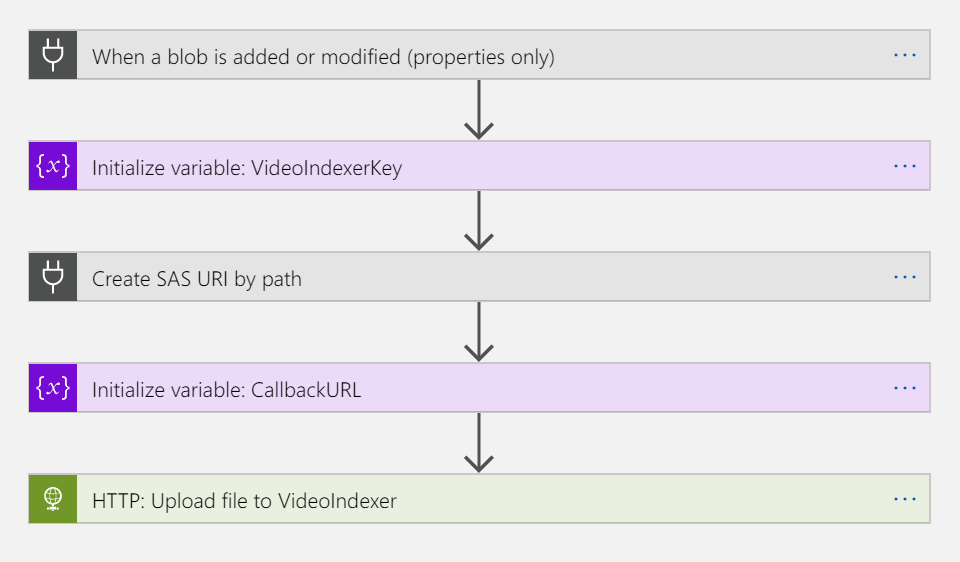 When a blob is added or modified (properties only)
{x} Initialize variable: VideoIndexerKey
Create SAS URI by path
{x} Initialize variable: CallbackURL
HTTP: Upload file to VideoIndexer